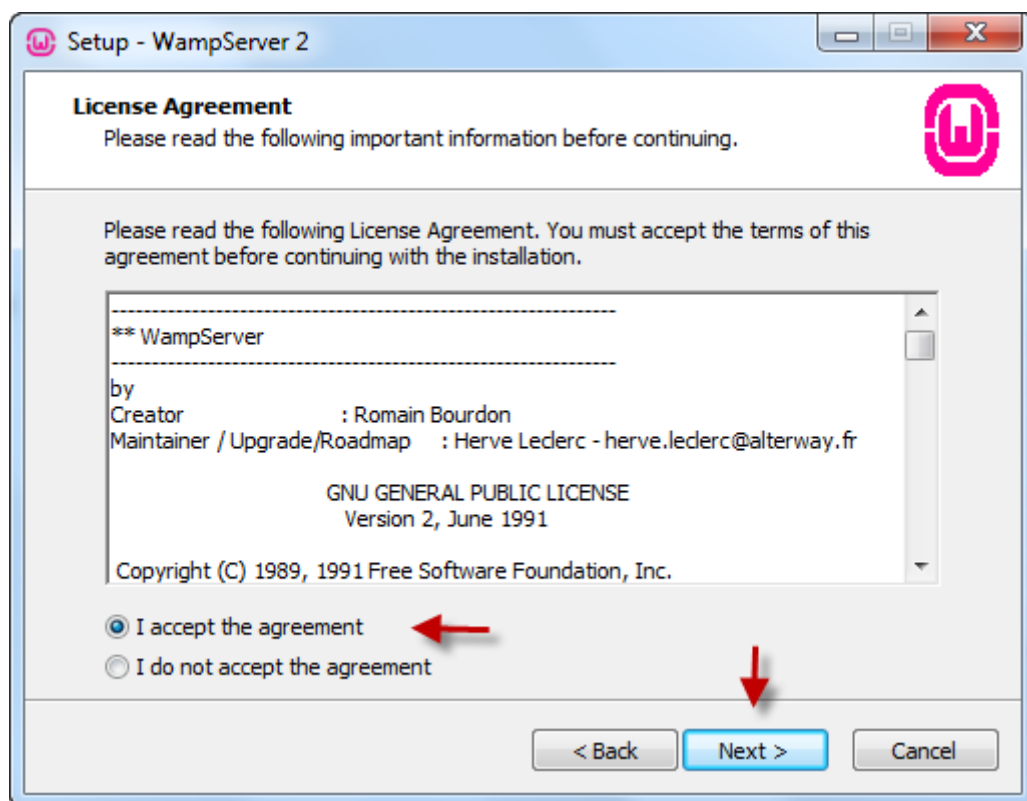 Setup - WampServer 2
License Agreement
Please read the following important information before continuing.
Please read the following License Agreement. You must accept the terms of this
agreement before continuing with the installation.
---------------------------------------------------------------
** WampServer
---------------------------------------------------------------
by
Creator : Romain Bourdon
Maintainer / Upgrade/Roadmap : Herve Leclerc - herve.leclerc@alterway.fr
GNU GENERAL PUBLIC LICENSE
Version 2, June 1991
Copyright (C) 1989, 1991 Free Software Foundation, Inc.
I accept the agreement
I do not accept the agreement
< Back Next > Cancel